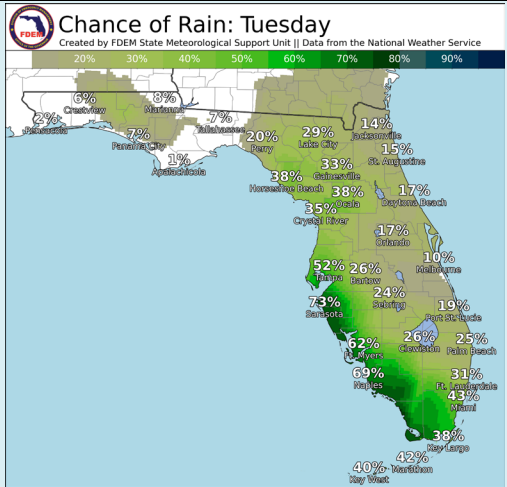 Chance of Rain: Tuesday
Created by FDEM State Meteorological Support Unit || Data from the National Weather Service
FDEM
20% 30% 40% 50% 60% 70% 80% 90%
6%
Crestview
8%
Marianna
2%
Pensacola
7%
Panama City
7%
Tallahassee
1%
Apalachicola
20%
Perry
29%
Lake City
14%
Jacksonville
15%
St. Augustine
33%
Gainesville
38%
Horseshoe Beach
38%
Ocala
17%
Daytona Beach
35%
Crystal River
17%
Orlando
10%
Melbourne
52%
Tampa
26%
Bartow
24%
Sebring
73%
Sarasota
19%
Port St. Lucie
62%
Ft. Myers
26%
Clewiston
25%
Palm Beach
69%
Naples
31%
Ft. Lauderdale
43%
Miami
38%
Key Largo
42%
Marathon
40%
Key West